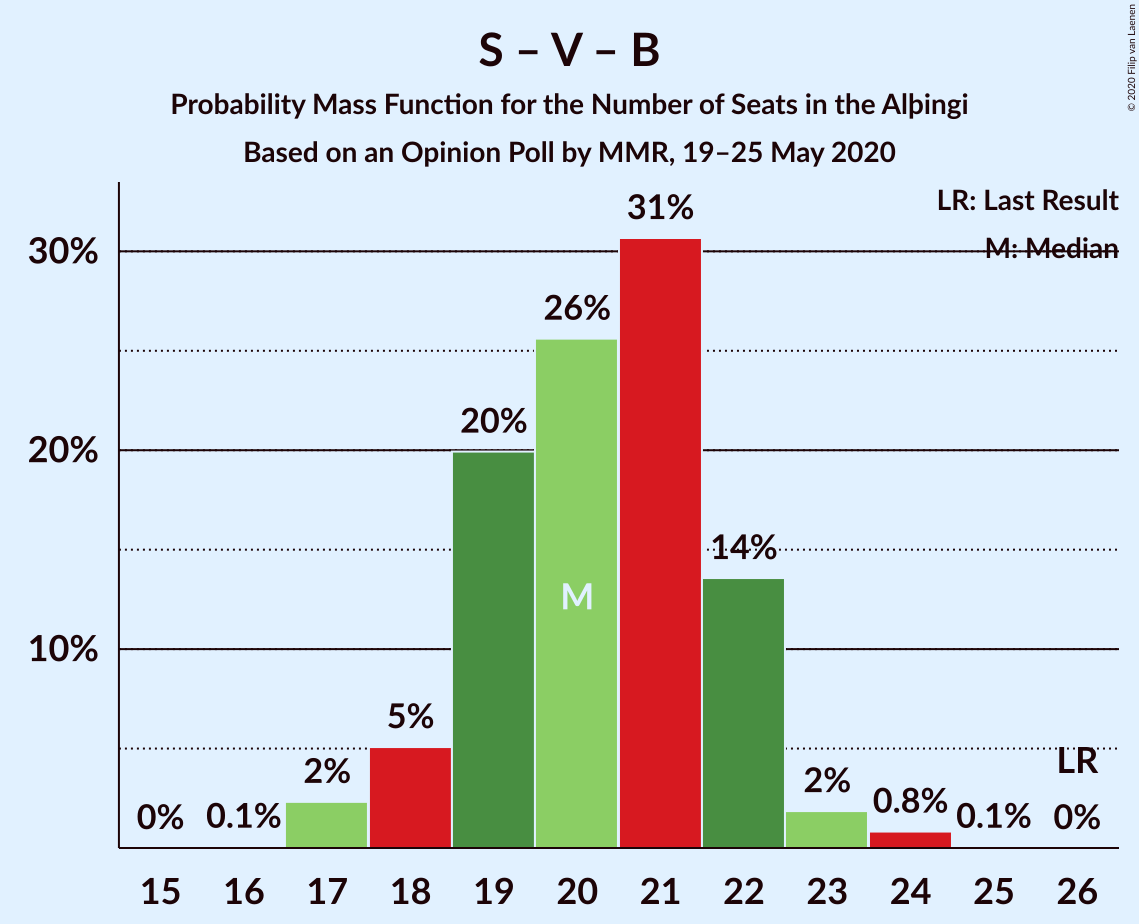 S – V – B
Probability Mass Function for the Number of Seats in the Alþingi
Based on an Opinion Poll by MMR, 19–25 May 2020
© 2020 Filip van Laenen
LR: Last Result
M: Median
30%
20%
10%
0%
0.1%
2%
5%
20%
26%
M
31%
14%
2%
0.8%
0.1%
LR
0%
15 16 17 18 19 20 21 22 23 24 25 26